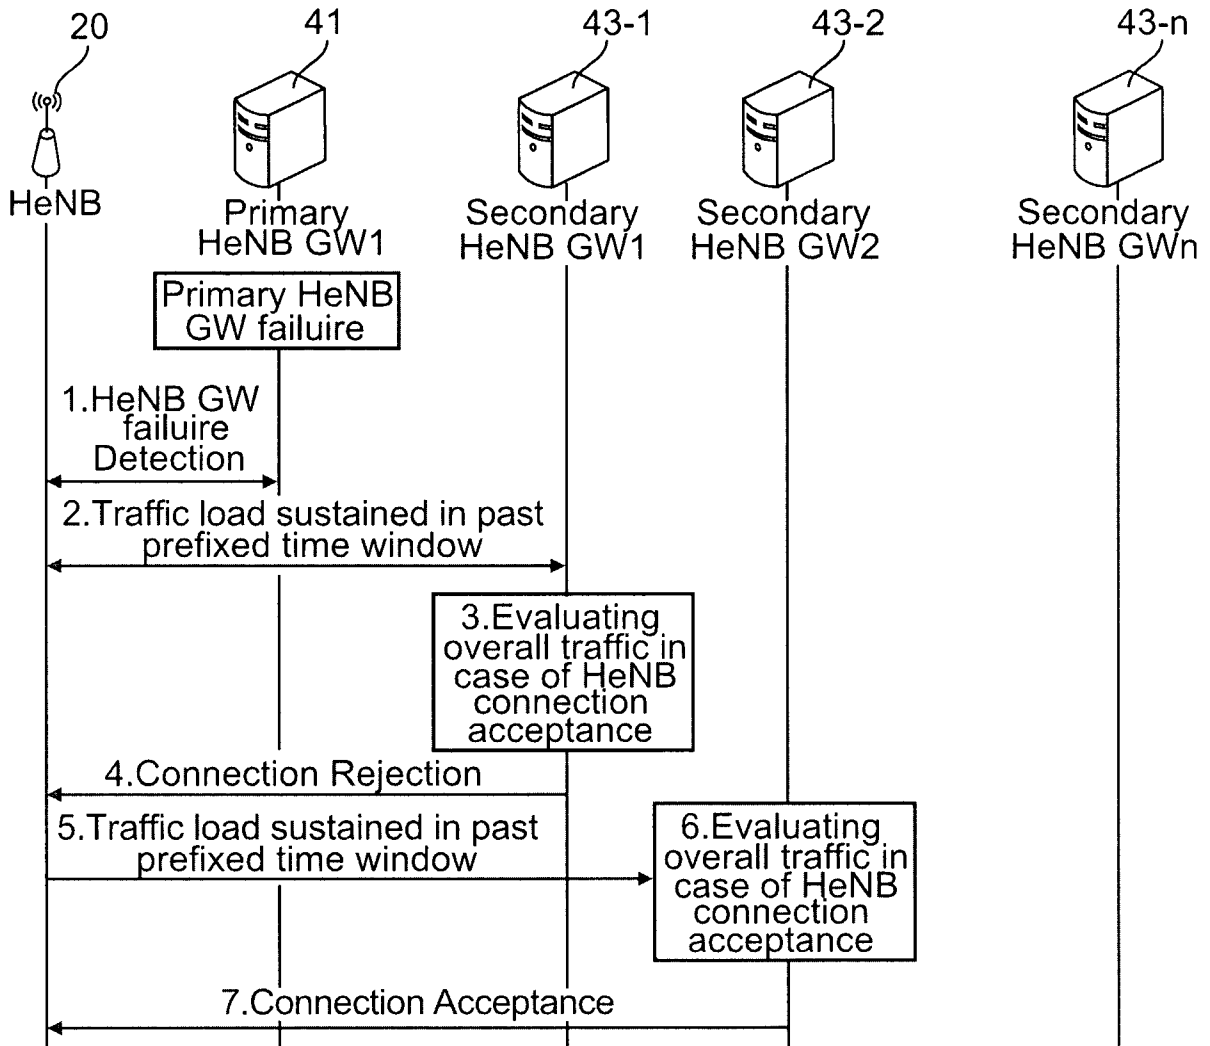 20
41
43-1
43-2
43-n
HeNB
Primary
HeNB GW1
Secondary
HeNB GW1
Secondary
HeNB GW2
Secondary
HeNB GWn
Primary HeNB
GW failuire
1.HeNB GW
failuire
Detection
2.Traffic load sustained in past
prefixed time window
3.Evaluating
overall traffic in
case of HeNB
connection
acceptance
4.Connection Rejection
5.Traffic load sustained in past
prefixed time window
6.Evaluating
overall traffic in
case of HeNB
connection
acceptance
7.Connection Acceptance